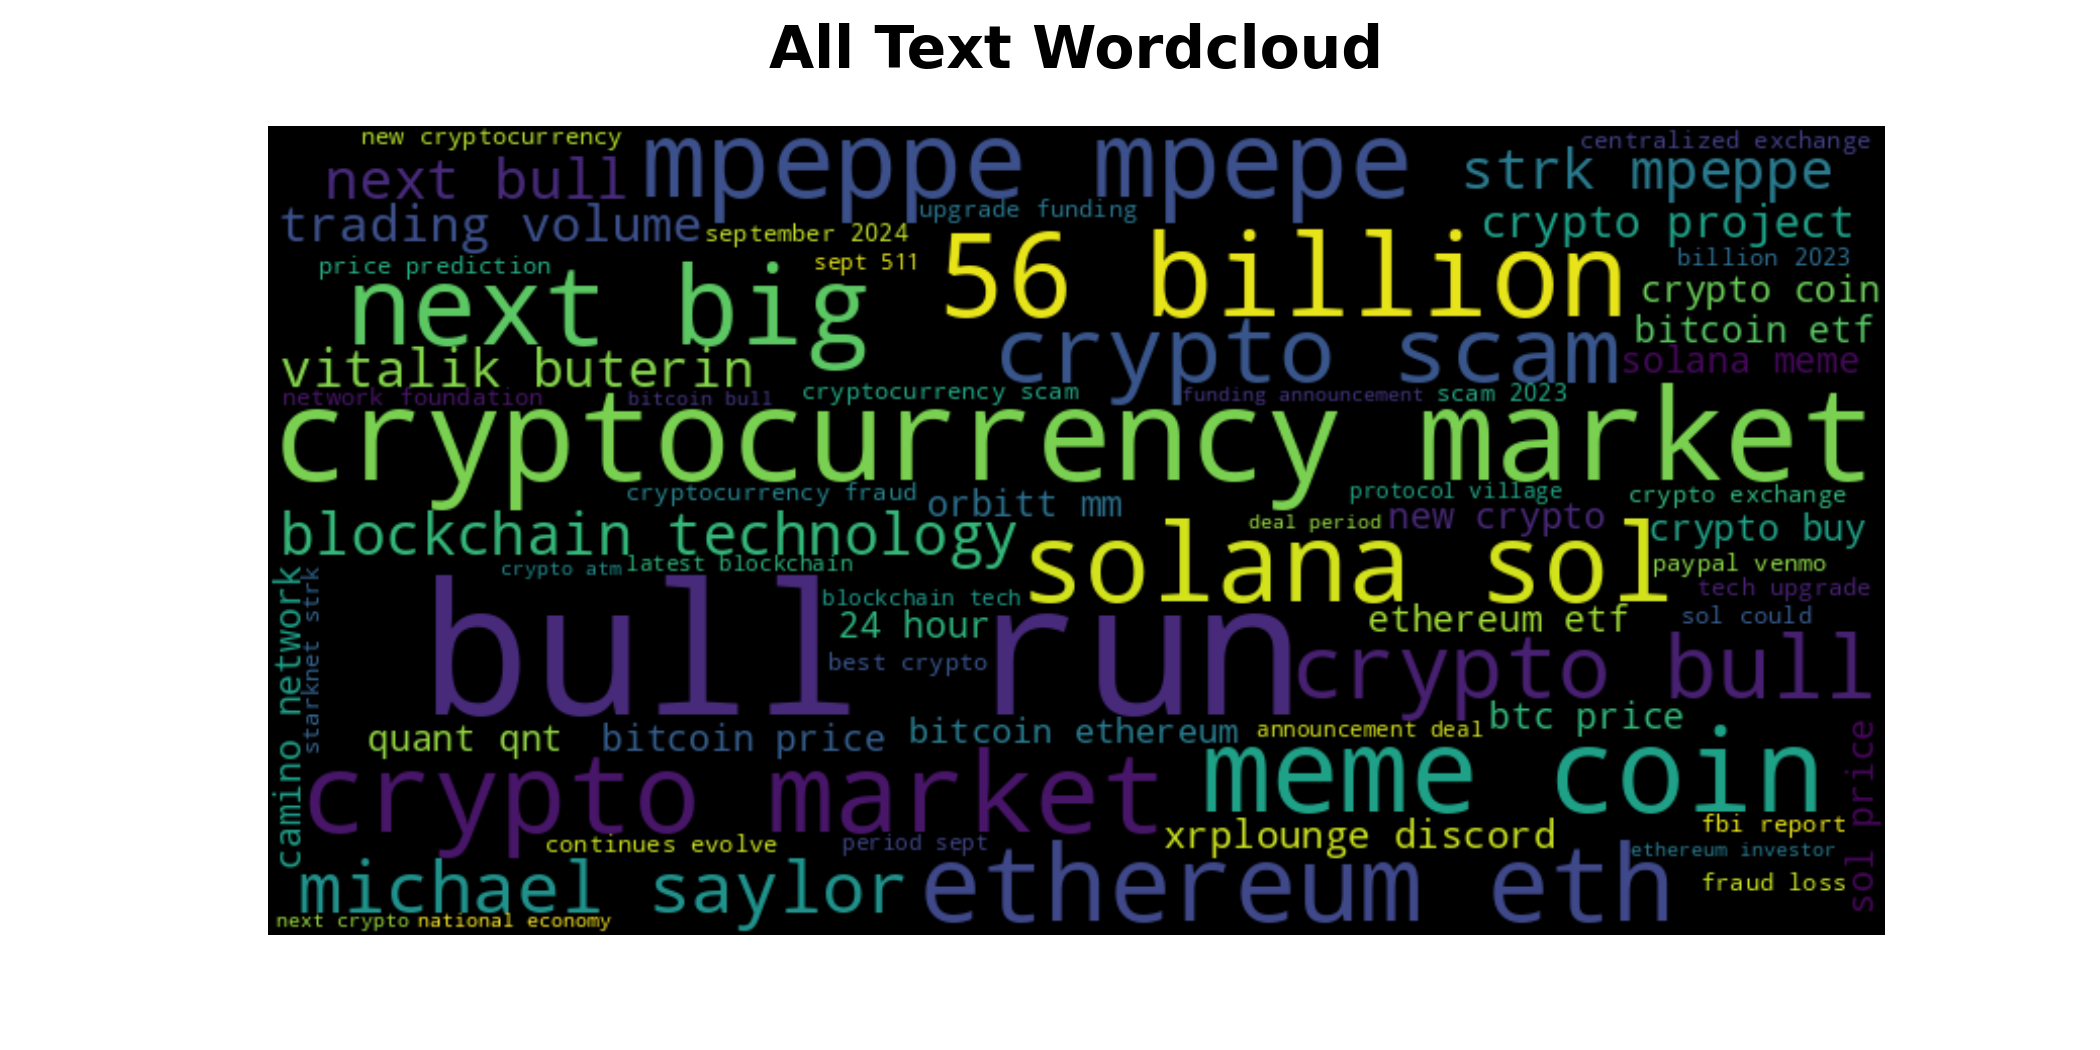 All Text Wordcloud
new cryptocurrency
mpeppe mpepe
centralized exchange
next bull
strk mpeppe
trading volume
upgrade funding
september 2024
crypto project
price prediction
sept 511
56 billion
billion 2023
next big
crypto coin
crypto scam
bitcoin etf
vitalik buterin
solana meme
network foundation
bitcoin bull
cryptocurrency scam
funding announcement
scam 2023
cryptocurrency market
cryptocurrency fraud
orbitt mm
protocol village
crypto exchange
blockchain technology
deal period
new crypto
crypto buy
solana sol
crypto atm
latest blockchain
paypal venmo
tech upgrade
camino network
starknet strk
bull run
blockchain tech
24 hour
ethereum etf
sol could
best crypto
crypto bull
quant qnt
bitcoin price
bitcoin ethereum
announcement deal
btc price
crypto market
meme coin
sol price
continues evolve
period sept
xrplounge discord
fbi report
michael saylor
ethereum eth
ethereum investor
fraud loss
next crypto
national economy